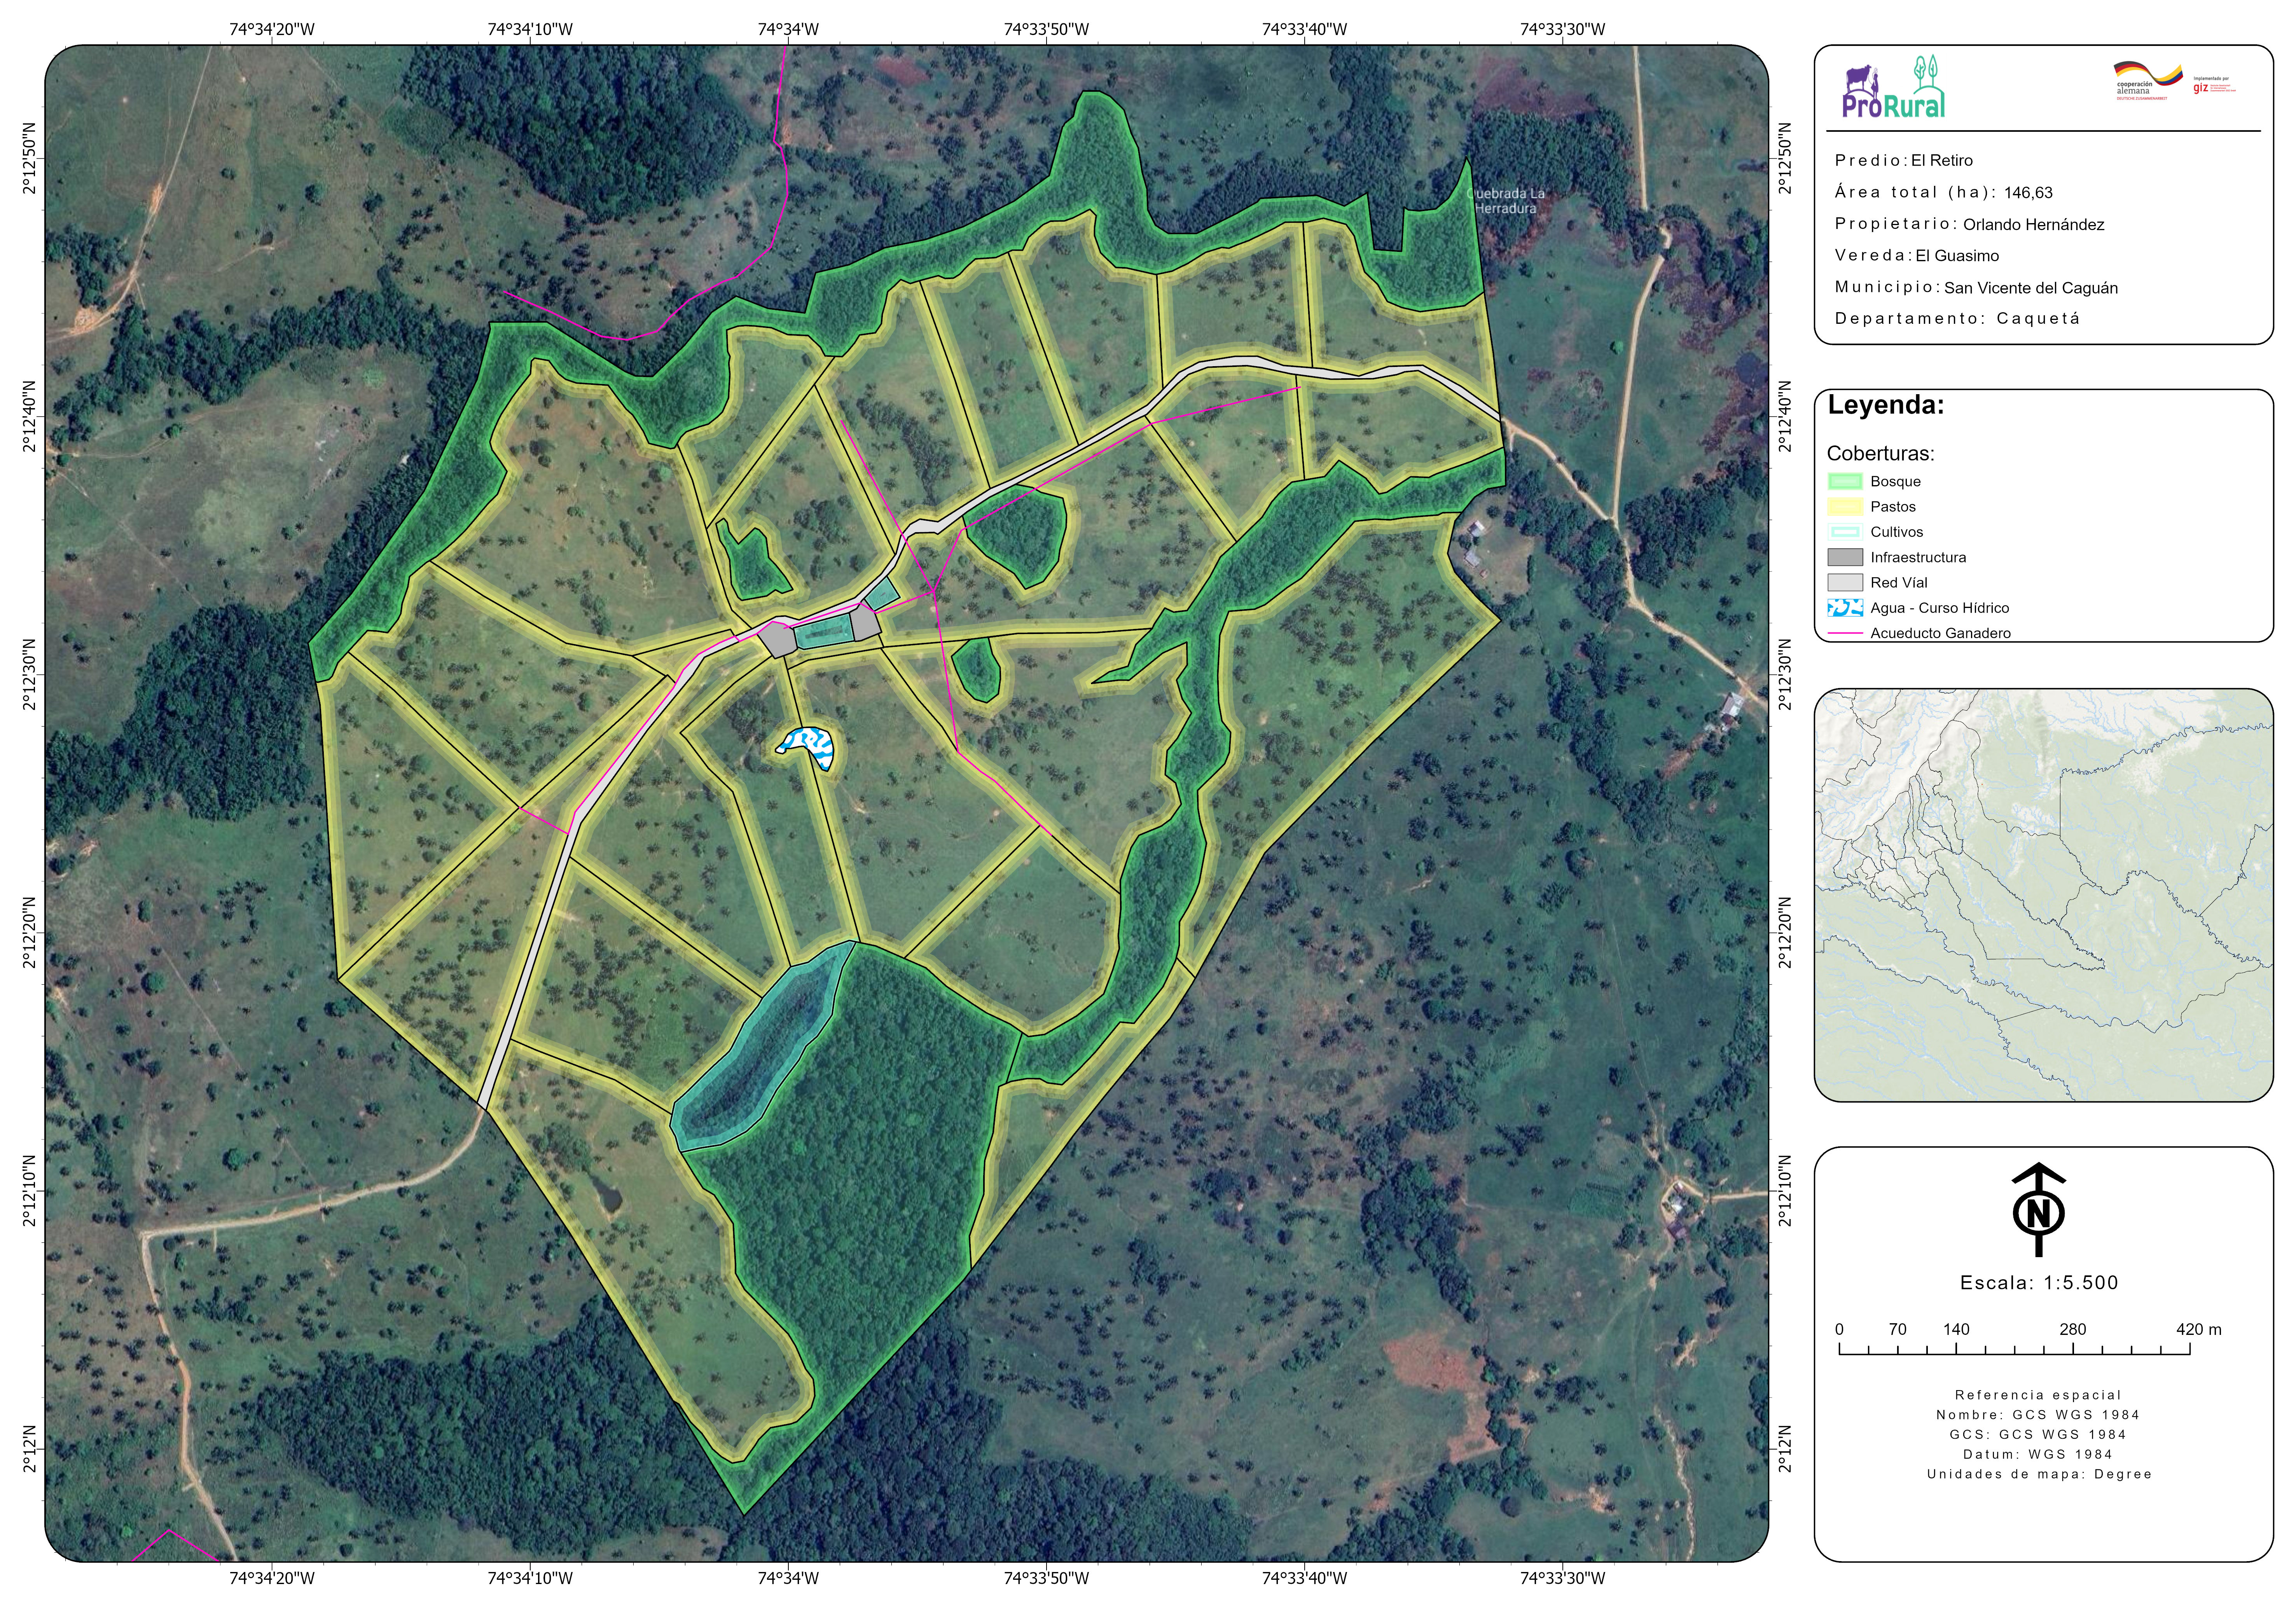 74°34'20"W 74°34'10"W 74°34'W 74°33'50"W 74°33'40"W 74°33'30"W
2°12'50"N
2°12'40"N
2°12'30"N
2°12'20"N
2°12'10"N
2°12'N
Quebrada La
Herradura
2°12'50"N
2°12'40"N
2°12'30"N
2°12'20"N
2°12'10"N
2°12'N
74°34'20"W 74°34'10"W 74°34'W 74°33'50"W 74°33'40"W 74°33'30"W
ProRural
cooperación
alemana
DEUTSCHE ZUSAMMENARBEIT
Implementada por
giz
Predio: El Retiro
Área total (ha): 146,63
Propietario: Orlando Hernández
Vereda: El Guasimo
Municipio: San Vicente del Caguán
Departamento: Caquetá
Leyenda:
Coberturas:
Bosque
Pastos
Cultivos
Infraestructura
Red Víal
Agua - Curso Hídrico
Acueducto Ganadero
N
Escala: 1:5.500
0 70 140 280 420 m
Referencia espacial
Nombre: GCS WGS 1984
GCS: GCS WGS 1984
Datum: WGS 1984
Unidades de mapa: Degree